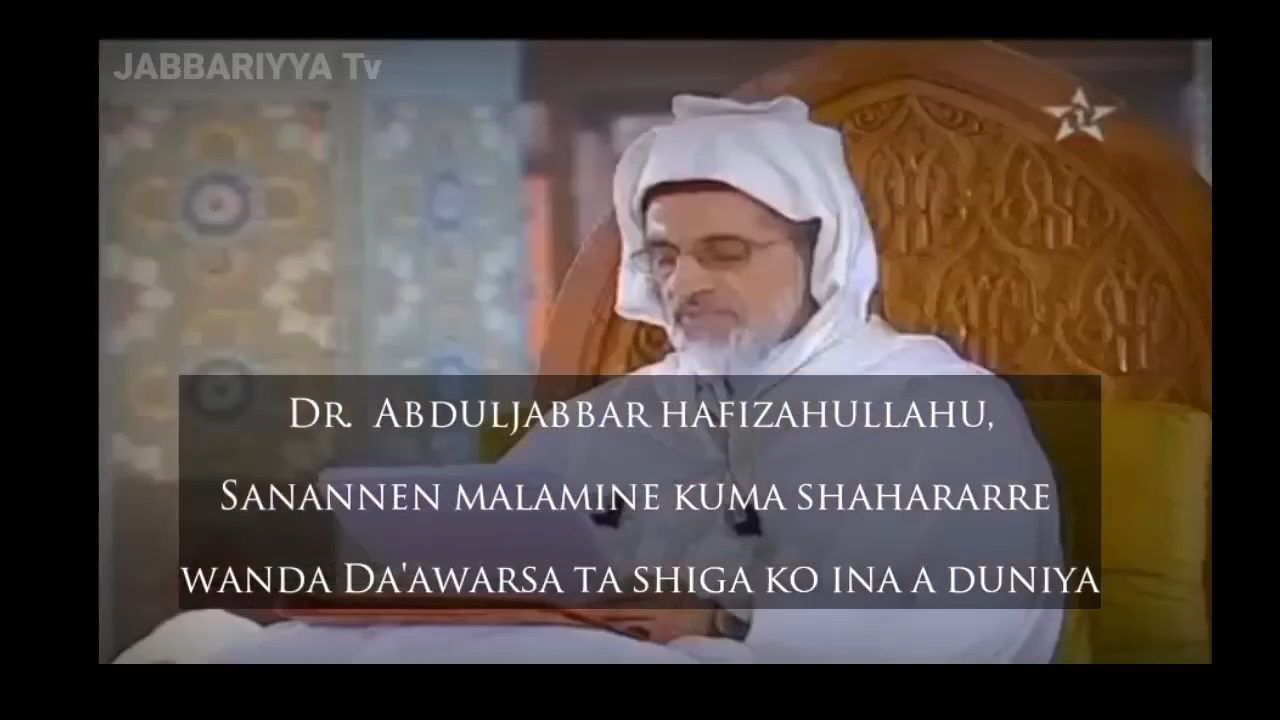 JABBARIYYA Tv
Dr. Abduljabbar hafizahullahu,
Sanannen malamine kuma shahararre
wanda Da'awarsa ta shiga ko ina a duniya